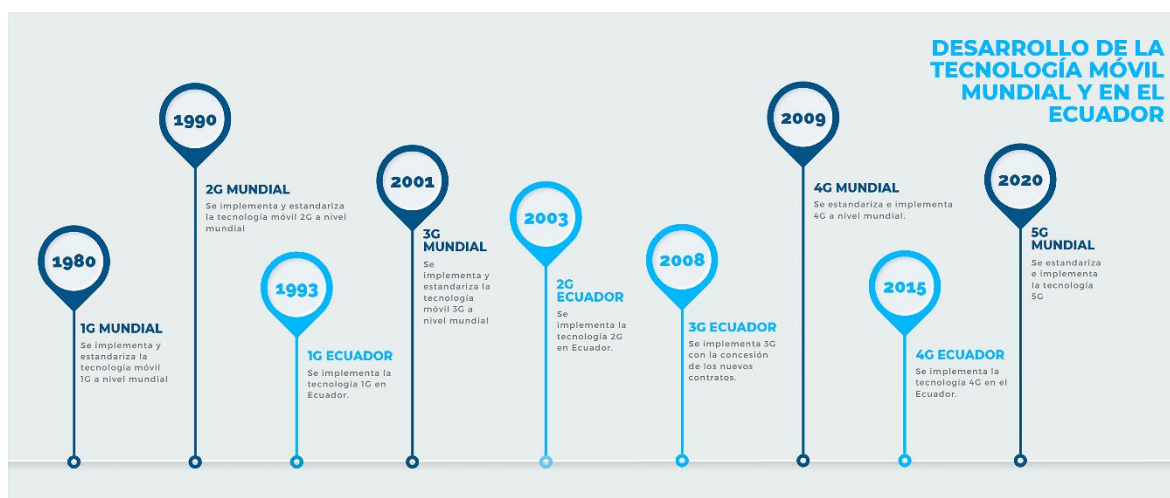 DESARROLLO DE LA
TECNOLOGÍA MÓVIL
MUNDIAL Y EN EL
ECUADOR
1980
1G MUNDIAL
Se implementa y
estandariza la
tecnología móvil
1G a nivel mundial
1990
2G MUNDIAL
Se implementa y estandariza
la tecnología móvil 2G a nivel
mundial
1993
1G ECUADOR
Se implementa la
tecnología 1G en
Ecuador.
2001
3G
MUNDIAL
Se
implementa y
estandariza la
tecnología
móvil 3G a
nivel mundial
2003
2G
ECUADOR
Se
implementa la
tecnología 2G
en Ecuador.
2008
3G ECUADOR
Se implementa 3G
con la concesión
de los nuevos
contratos.
2009
4G MUNDIAL
Se estandariza e implementa
4G a nivel mundial.
2015
4G ECUADOR
Se implementa la
tecnología 4G en el
Ecuador.
2020
5G
MUNDIAL
Se estandariza
e implementa
la tecnología
5G